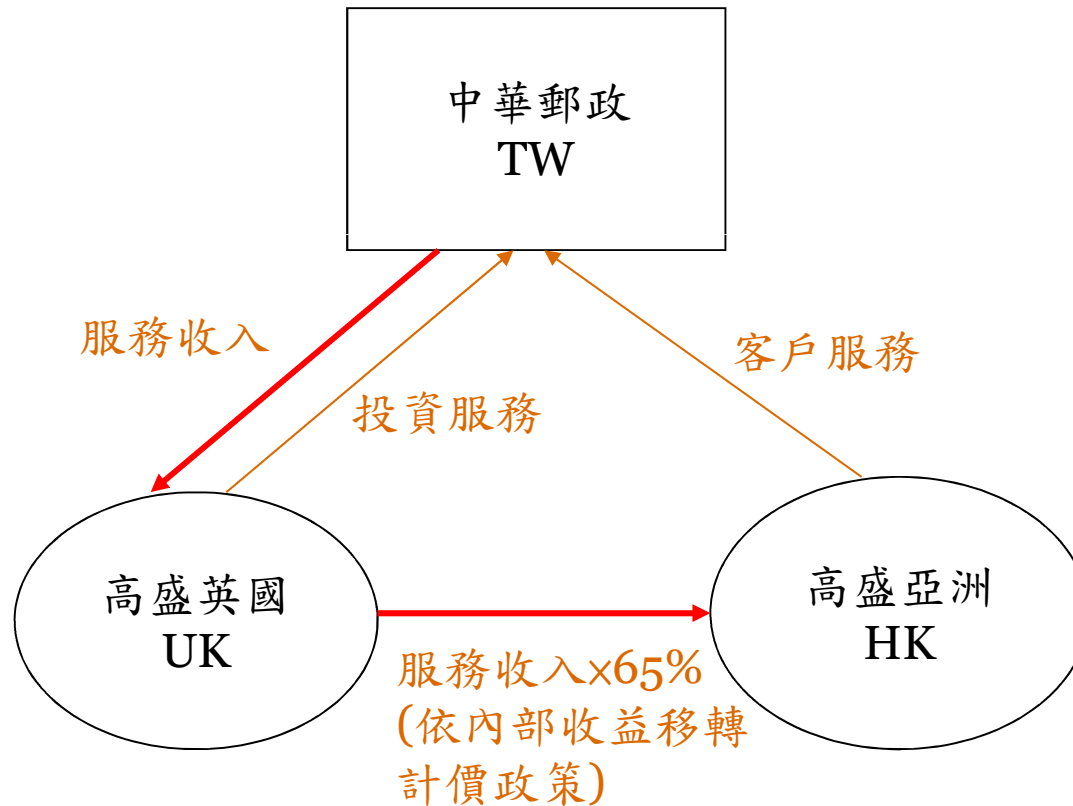 中華郵政
TW
服務收入
投資服務
客戶服務
高盛英國
UK
高盛亞洲
HK
服務收入×65%
(依內部收益移轉
計價政策)